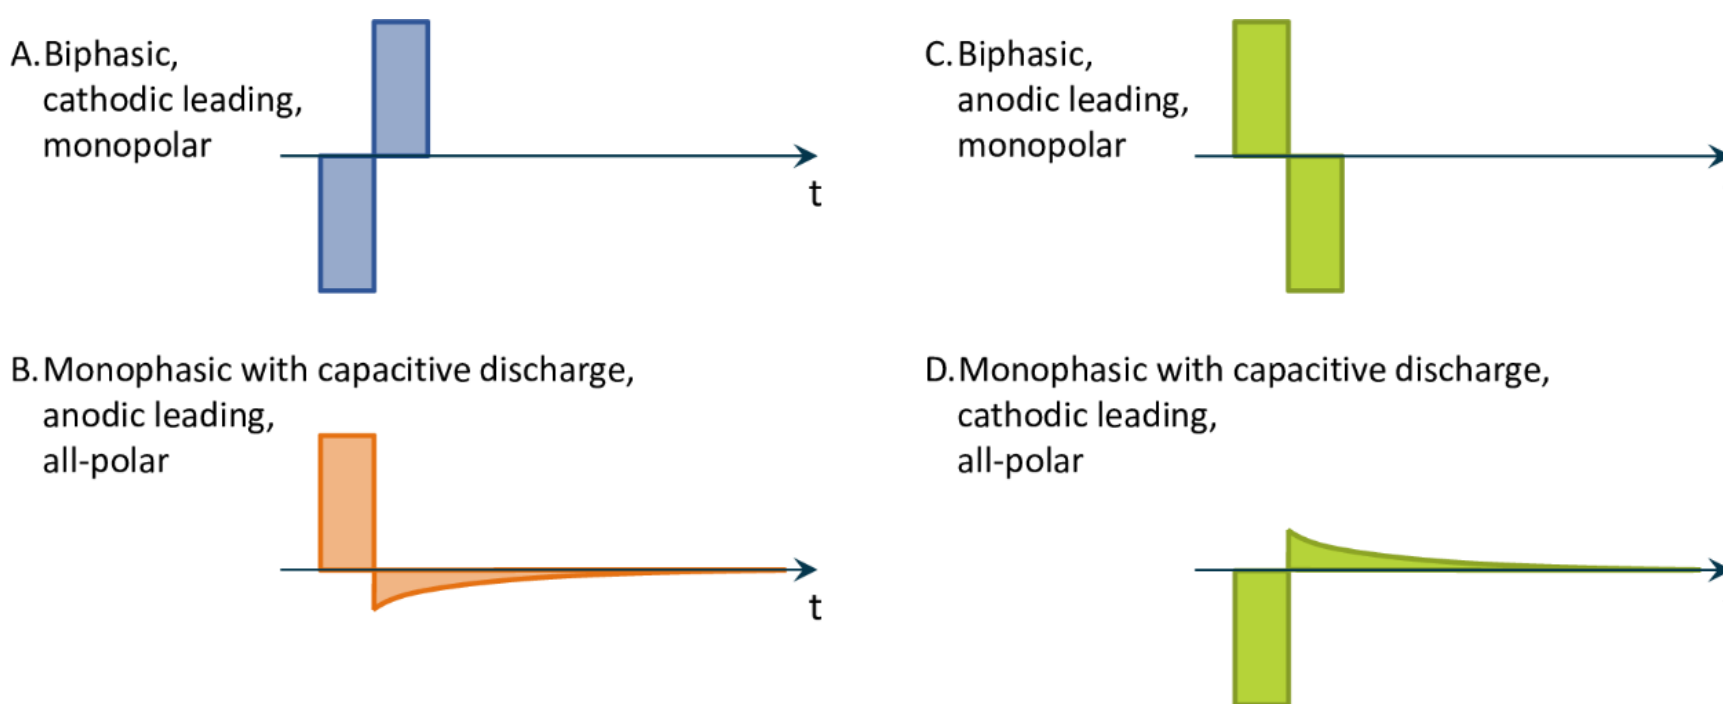 A. Biphasic,
cathodic leading,
monopolar
t
C. Biphasic,
anodic leading,
monopolar
B. Monophasic with capacitive discharge,
anodic leading,
all-polar
t
D. Monophasic with capacitive discharge,
cathodic leading,
all-polar